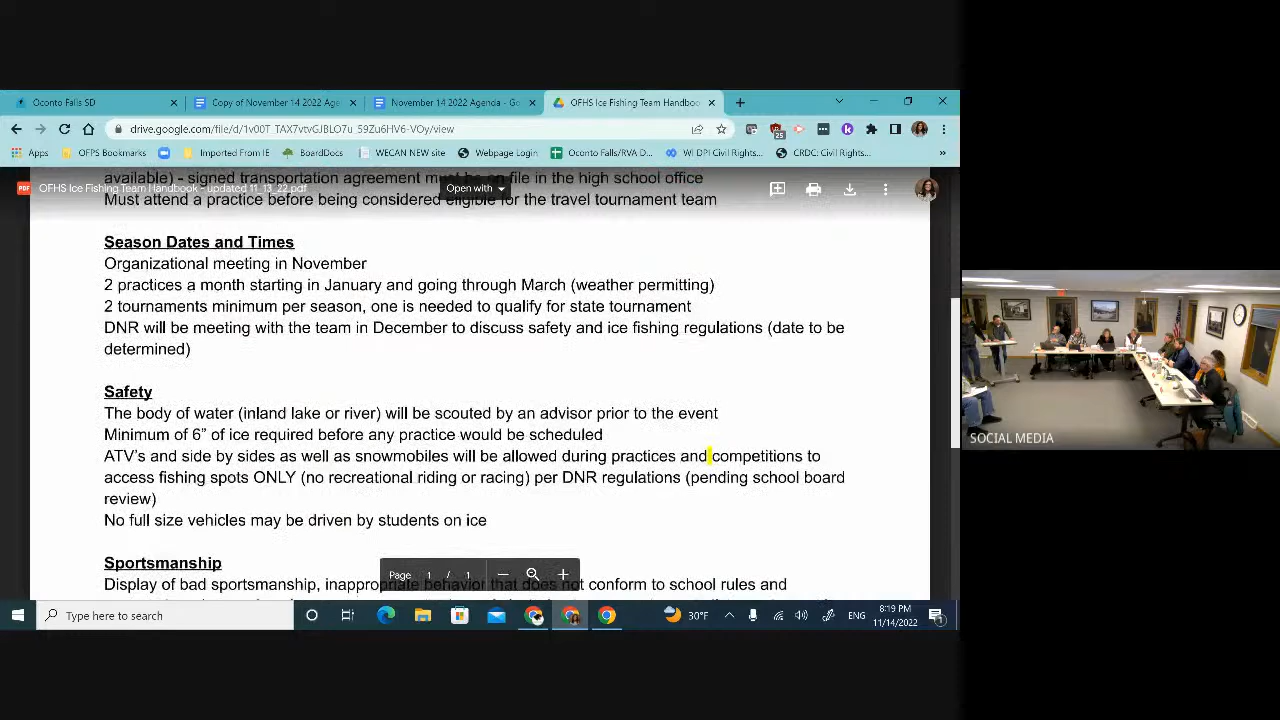 Oconto Falls SD
Copy of November 14 2022 Age
November 14 2022 Agenda - Go
OFHS Ice Fishing Team Handboo
drive.google.com/file/d/1v00T_TAX7vtvGJBLO7u_59Zu6HV6-VOy/view
25
Apps
OFPS Bookmarks
Imported From IE
BoardDocs
WECAN NEW site
Webpage Login
Oconto Falls/RVA D...
WI DPI Civil Rights...
CRDC: Civil Rights...
available) - signed transportation agreement must be on file in the high school office
PDF
OFHS Ice Fishing Team Handbook - updated 11_13_22.pdf
Open with
Must attend a practice before being considered eligible for the travel tournament team
Season Dates and Times
Organizational meeting in November
2 practices a month starting in January and going through March (weather permitting)
2 tournaments minimum per season, one is needed to qualify for state tournament
DNR will be meeting with the team in December to discuss safety and ice fishing regulations (date to be
determined)
Safety
The body of water (inland lake or river) will be scouted by an advisor prior to the event
Minimum of 6” of ice required before any practice would be scheduled
ATV’s and side by sides as well as snowmobiles will be allowed during practices and competitions to
access fishing spots ONLY (no recreational riding or racing) per DNR regulations (pending school board
review)
No full size vehicles may be driven by students on ice
Sportsmanship
Display of bad sportsmanship, inappropriate behavior that does not conform to school rules and
Page 1 / 1
Type here to search
30°F
ENG
8:19 PM
11/14/2022
SOCIAL MEDIA